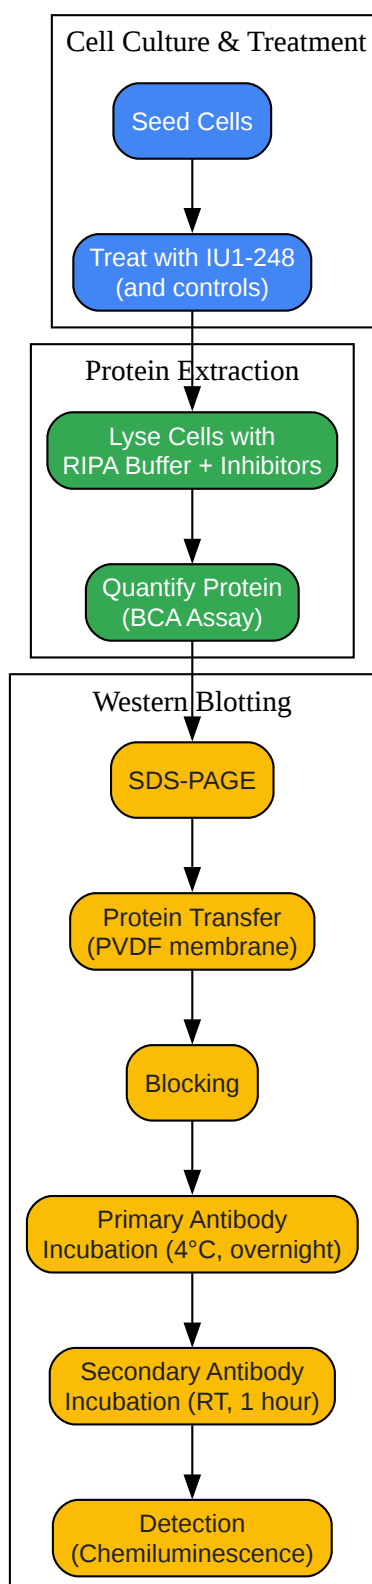 Cell Culture & Treatment
Seed Cells
Treat with IU1-248
(and controls)
Protein Extraction
Lyse Cells with
RIPA Buffer + Inhibitors
Quantify Protein
(BCA Assay)
Western Blotting
SDS-PAGE
Protein Transfer
(PVDF membrane)
Blocking
Primary Antibody
Incubation (4°C, overnight)
Secondary Antibody
Incubation (RT, 1 hour)
Detection
(Chemiluminescence)